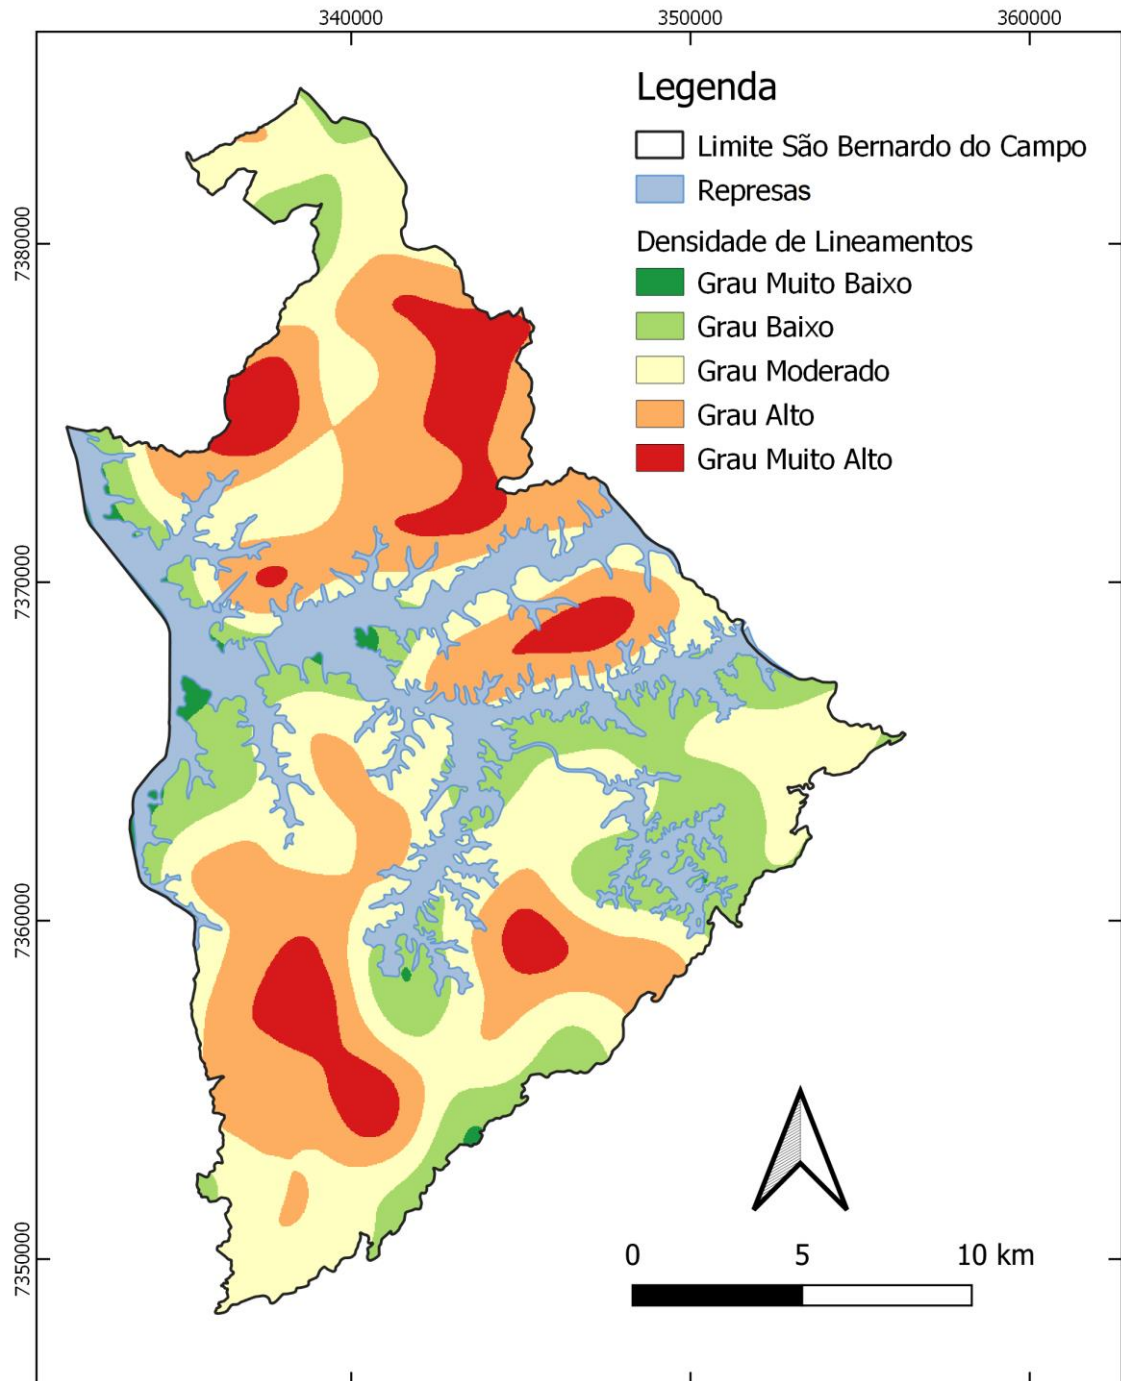 340000 350000 360000
Legenda
Limite São Bernardo do Campo
Represas
7380000
Densidade de Lineamentos
Grau Muito Baixo
Grau Baixo
Grau Moderado
Grau Alto
Grau Muito Alto
7370000
7360000
7350000
0 5 10 km